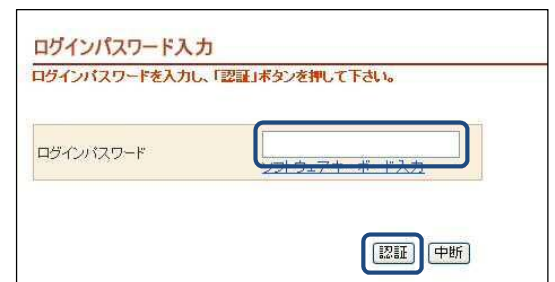 ログインパスワード入力
ログインパスワードを入力し、「認証」ボタンを押して下さい。
ログインパスワード
ソフトウェアキーボード入力
認証 中断